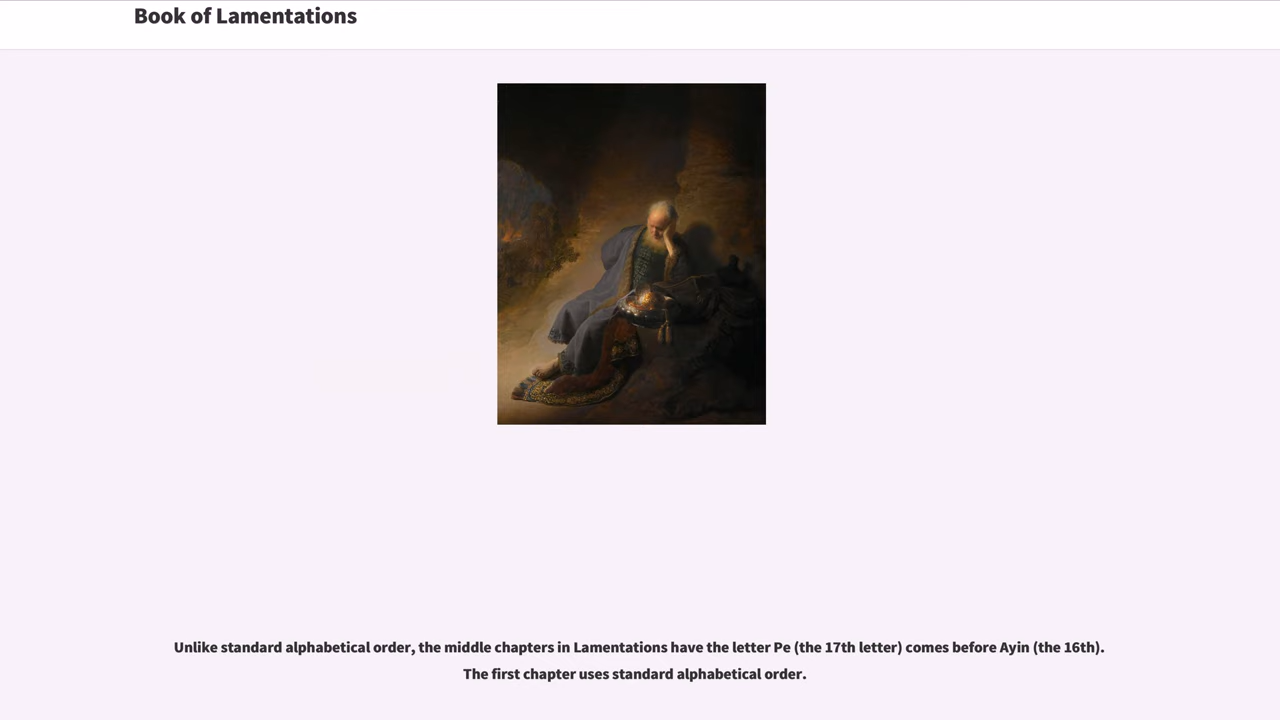 Book of Lamentations
Unlike standard alphabetical order, the middle chapters in Lamentations have the letter Pe (the 17th letter) comes before Ayin (the 16th).
The first chapter uses standard alphabetical order.